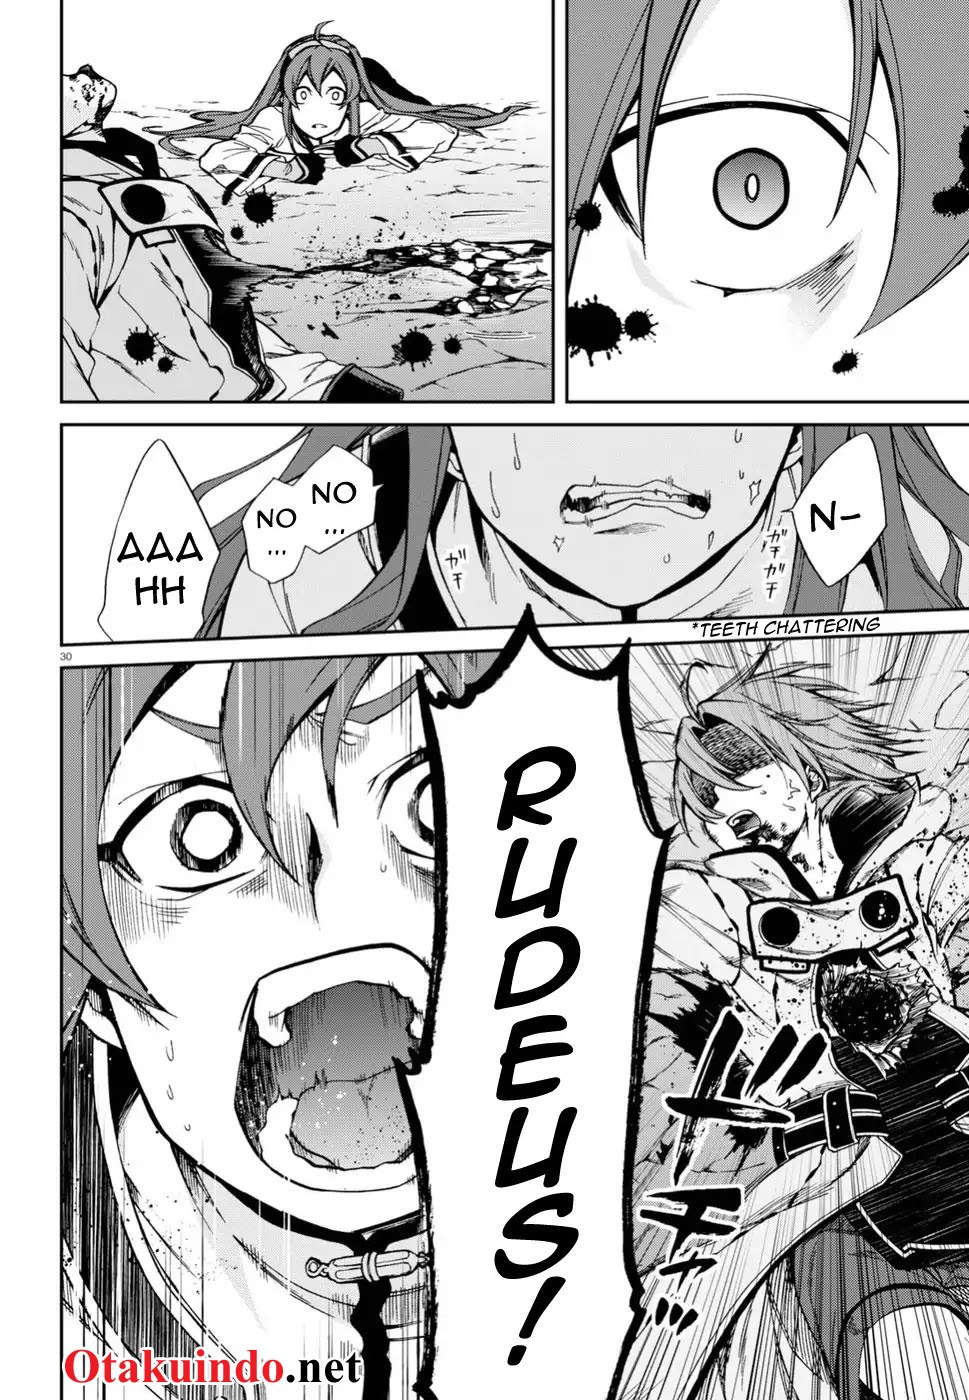 N-
ガチガチ
*TEETH CHATTERING
ガチ
NO
...
NO
...
AAA
HH
30
RUDEUS!
Otakuindo.net